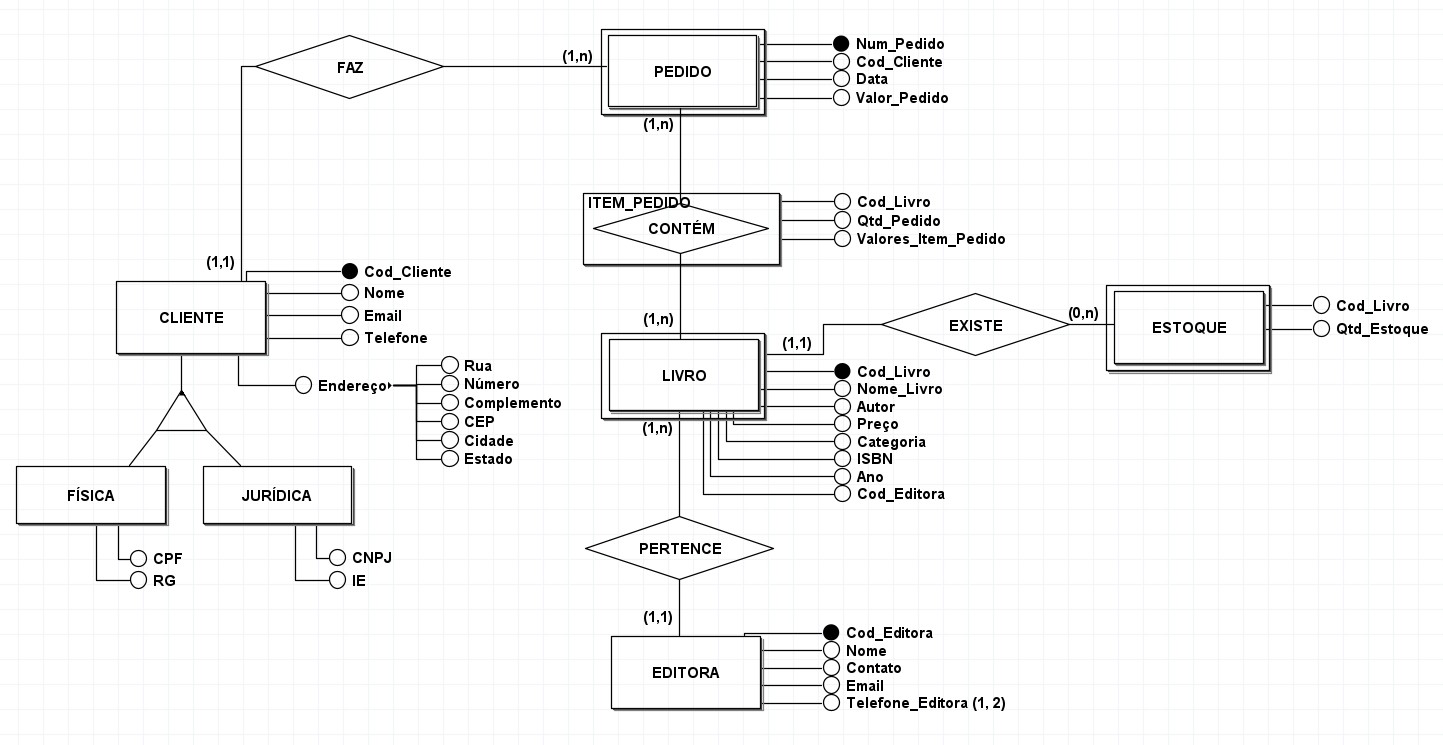 FAZ
(1,n)
PEDIDO
Num_Pedido
Cod_Cliente
Data
Valor_Pedido
(1,n)
ITEM_PEDIDO
CONTÉM
Cod_Livro
Qtd_Pedido
Valores_Item_Pedido
(1,1)
CLIENTE
Cod_Cliente
Nome
Email
Telefone
Endereço
Rua
Número
Complemento
CEP
Cidade
Estado
FÍSICA
CPF
RG
JURÍDICA
CNPJ
IE
(1,n)
LIVRO
(1,1)
EXISTE
(0,n)
ESTOQUE
Cod_Livro
Qtd_Estoque
Cod_Livro
Nome_Livro
Autor
Preço
Categoria
ISBN
Ano
Cod_Editora
(1,n)
PERTENCE
(1,1)
EDITORA
Cod_Editora
Nome
Contato
Email
Telefone_Editora (1, 2)